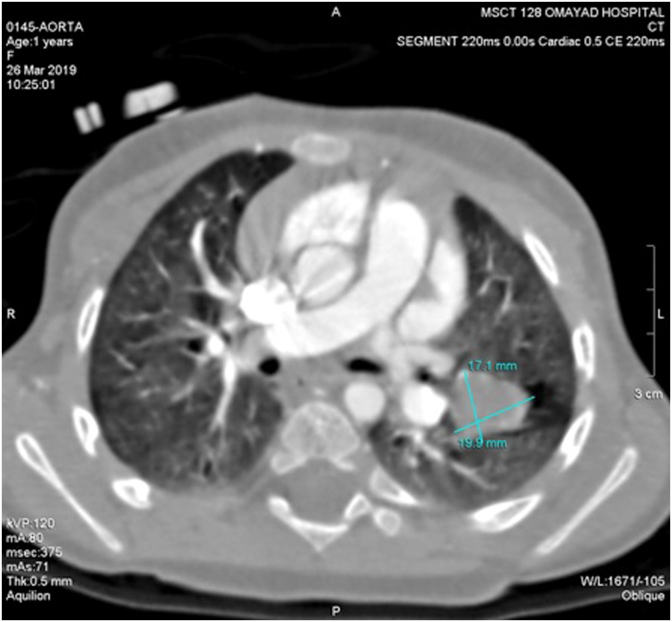 A
0145-AORTA
Age:1 years
F
26 Mar 2019
10:25:01
MSCT 128 OMAYAD HOSPITAL
CT
SEGMENT 220ms 0.00s Cardiac 0.5 CE 220ms
R
L
17.1 mm
19.9 mm
3 cm
kVP:120
mA:80
msec:375
mAs:71
Thk:0.5 mm
Aquilion
P
W/L:1671/-105
Oblique